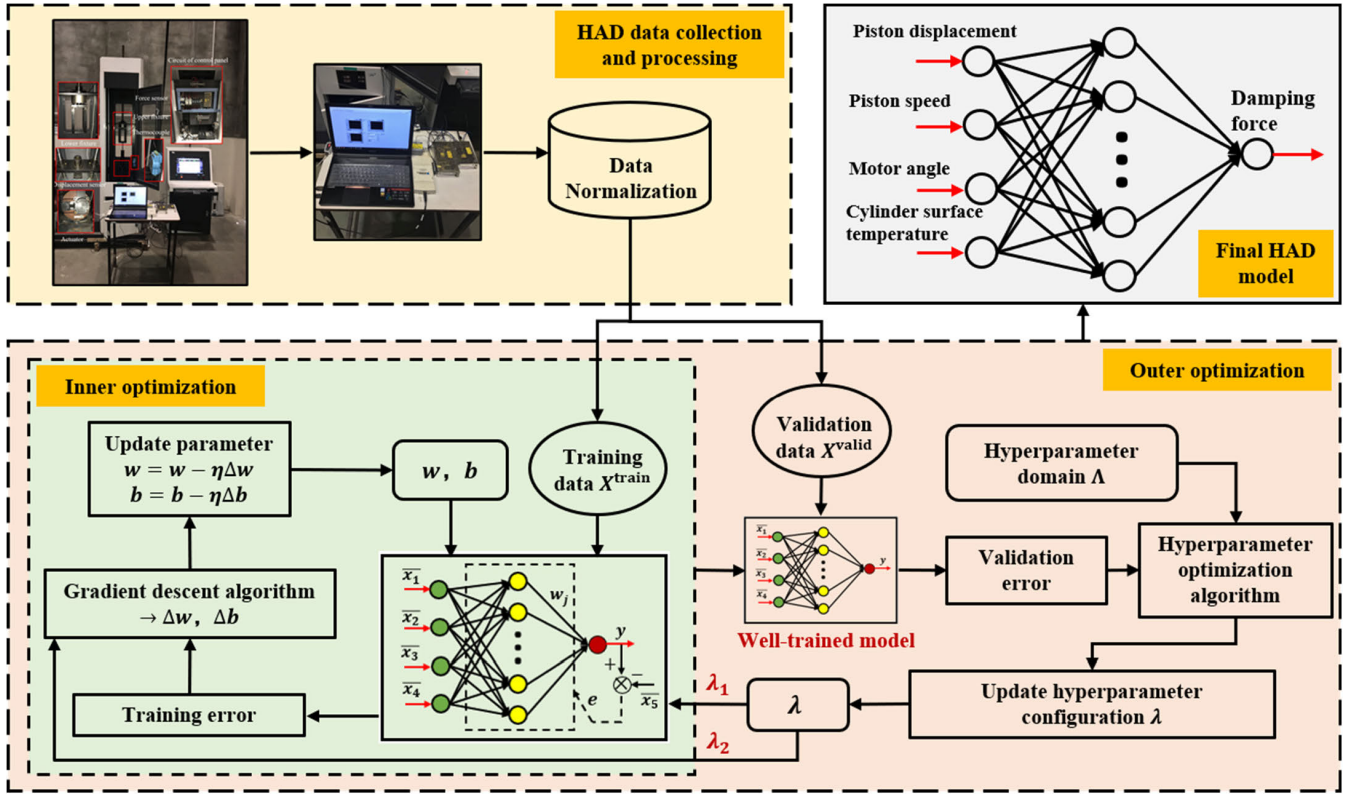 HAD data collection
and processing
Circuit of control panel
Force sensor
Upper fixture
Thermocouple
Lower fixture
Displacement sensor
Actuator
Data
Normalization
Piston displacement
Piston speed
Motor angle
Cylinder surface
temperature
Damping
force
Final HAD
model
Inner optimization
Outer optimization
Update parameter
w = w − ηΔw
b = b − ηΔb
w, b
Training
data X^train
Validation
data X^valid
Hyperparameter
domain Λ
Gradient descent algorithm
→ Δw, Δb
Training error
x̄₁
x̄₂
x̄₃
x̄₄
wⱼ
y
+
−
x̄₅
e
x̄₁
x̄₂
x̄₃
x̄₄
y
Well-trained model
Validation
error
Hyperparameter
optimization
algorithm
Update hyperparameter
configuration λ
λ
λ₁
λ₂